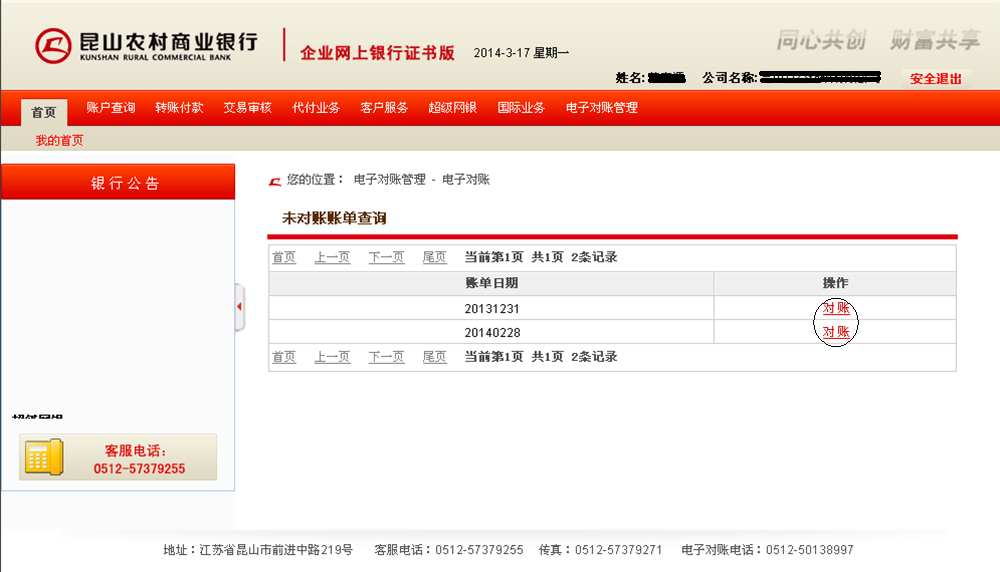 昆山农村商业银行
KUNSHAN RURAL COMMERCIAL BANK
企业网上银行证书版
2014-3-17 星期一
同心共创 财富共享
姓名: 公司名称: 安全退出
首页 账户查询 转账付款 交易审核 代付业务 客户服务 超级网银 国际业务 电子对账管理
我的首页
银行公告
您的位置： 电子对账管理 - 电子对账
未对账账单查询
首页 上一页 下一页 尾页 当前第1页 共1页 2条记录
账单日期 操作
20131231 对账
20140228 对账
首页 上一页 下一页 尾页 当前第1页 共1页 2条记录
客服电话：
0512-57379255
地址：江苏省昆山市前进中路219号 客服电话：0512-57379255 传真：0512-57379271 电子对账电话：0512-50138997